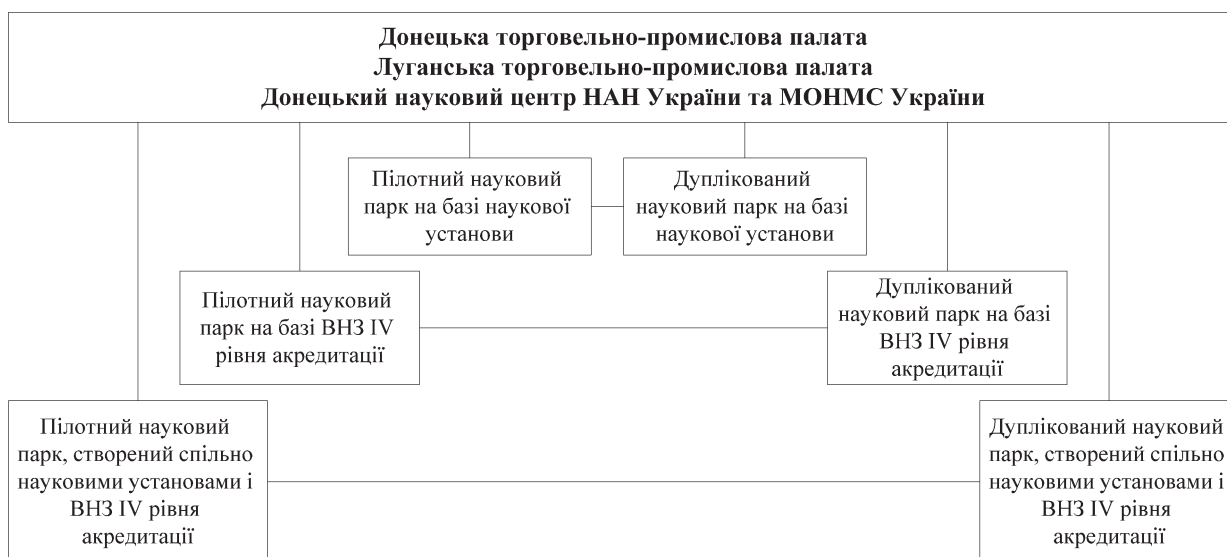 Донецька торговельно-промислова палата
Луганська торговельно-промислова палата
Донецький науковий центр НАН України та МОНМС України
Пілотний науковий
парк на базі наукової
установи
Дуплікований
науковий парк на базі
наукової установи
Пілотний науковий
парк на базі ВНЗ IV
рівня акредитації
Дуплікований
науковий парк на базі
ВНЗ IV рівня
акредитації
Пілотний науковий
парк, створений спільно
науковими установами і
ВНЗ IV рівня
акредитації
Дуплікований науковий
парк, створений спільно
науковими установами і
ВНЗ IV рівня
акредитації